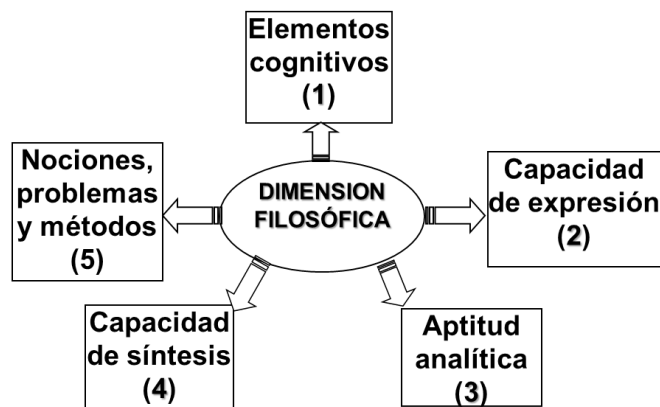 Elementos
cognitivos
(1)
Nociones,
problemas
y métodos
(5)
DIMENSION
FILOSÓFICA
Capacidad
de expresión
(2)
Capacidad
de síntesis
(4)
Aptitud
analítica
(3)